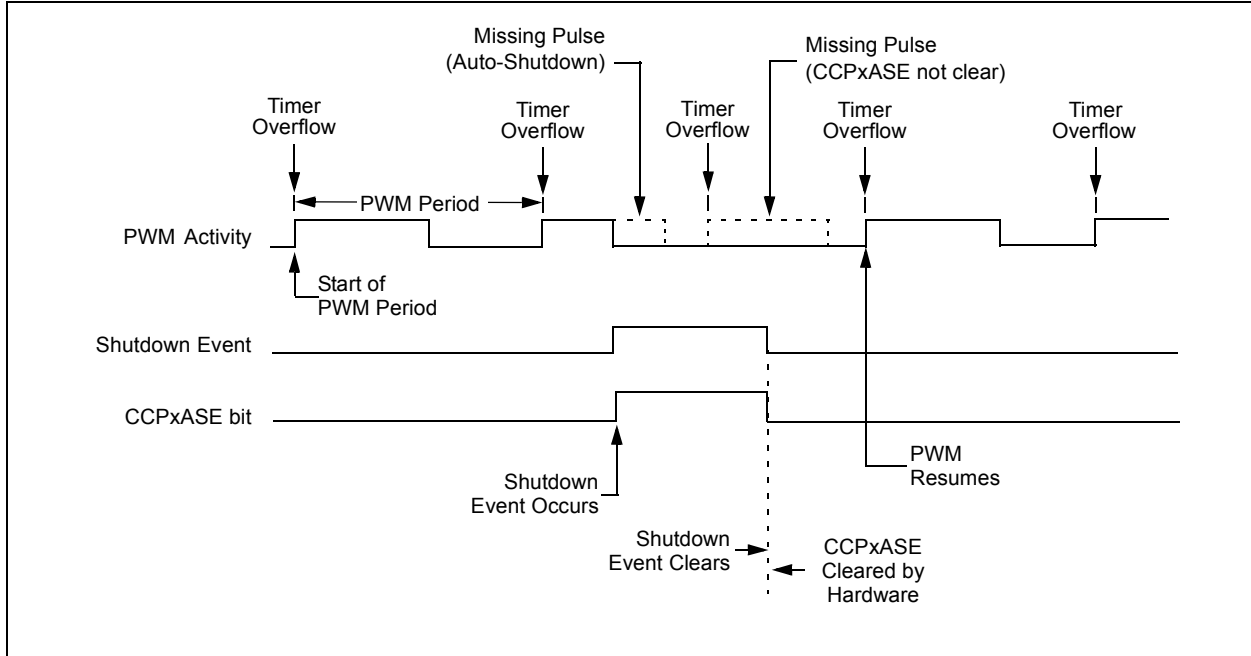 Missing Pulse
(Auto-Shutdown)
Missing Pulse
(CCPxASE not clear)
Timer
Overflow
Timer
Overflow
Timer
Overflow
Timer
Overflow
Timer
Overflow
PWM Period
PWM Activity
Start of
PWM Period
Shutdown Event
CCPxASE bit
Shutdown
Event Occurs
PWM
Resumes
Shutdown
Event Clears
CCPxASE
Cleared by
Hardware